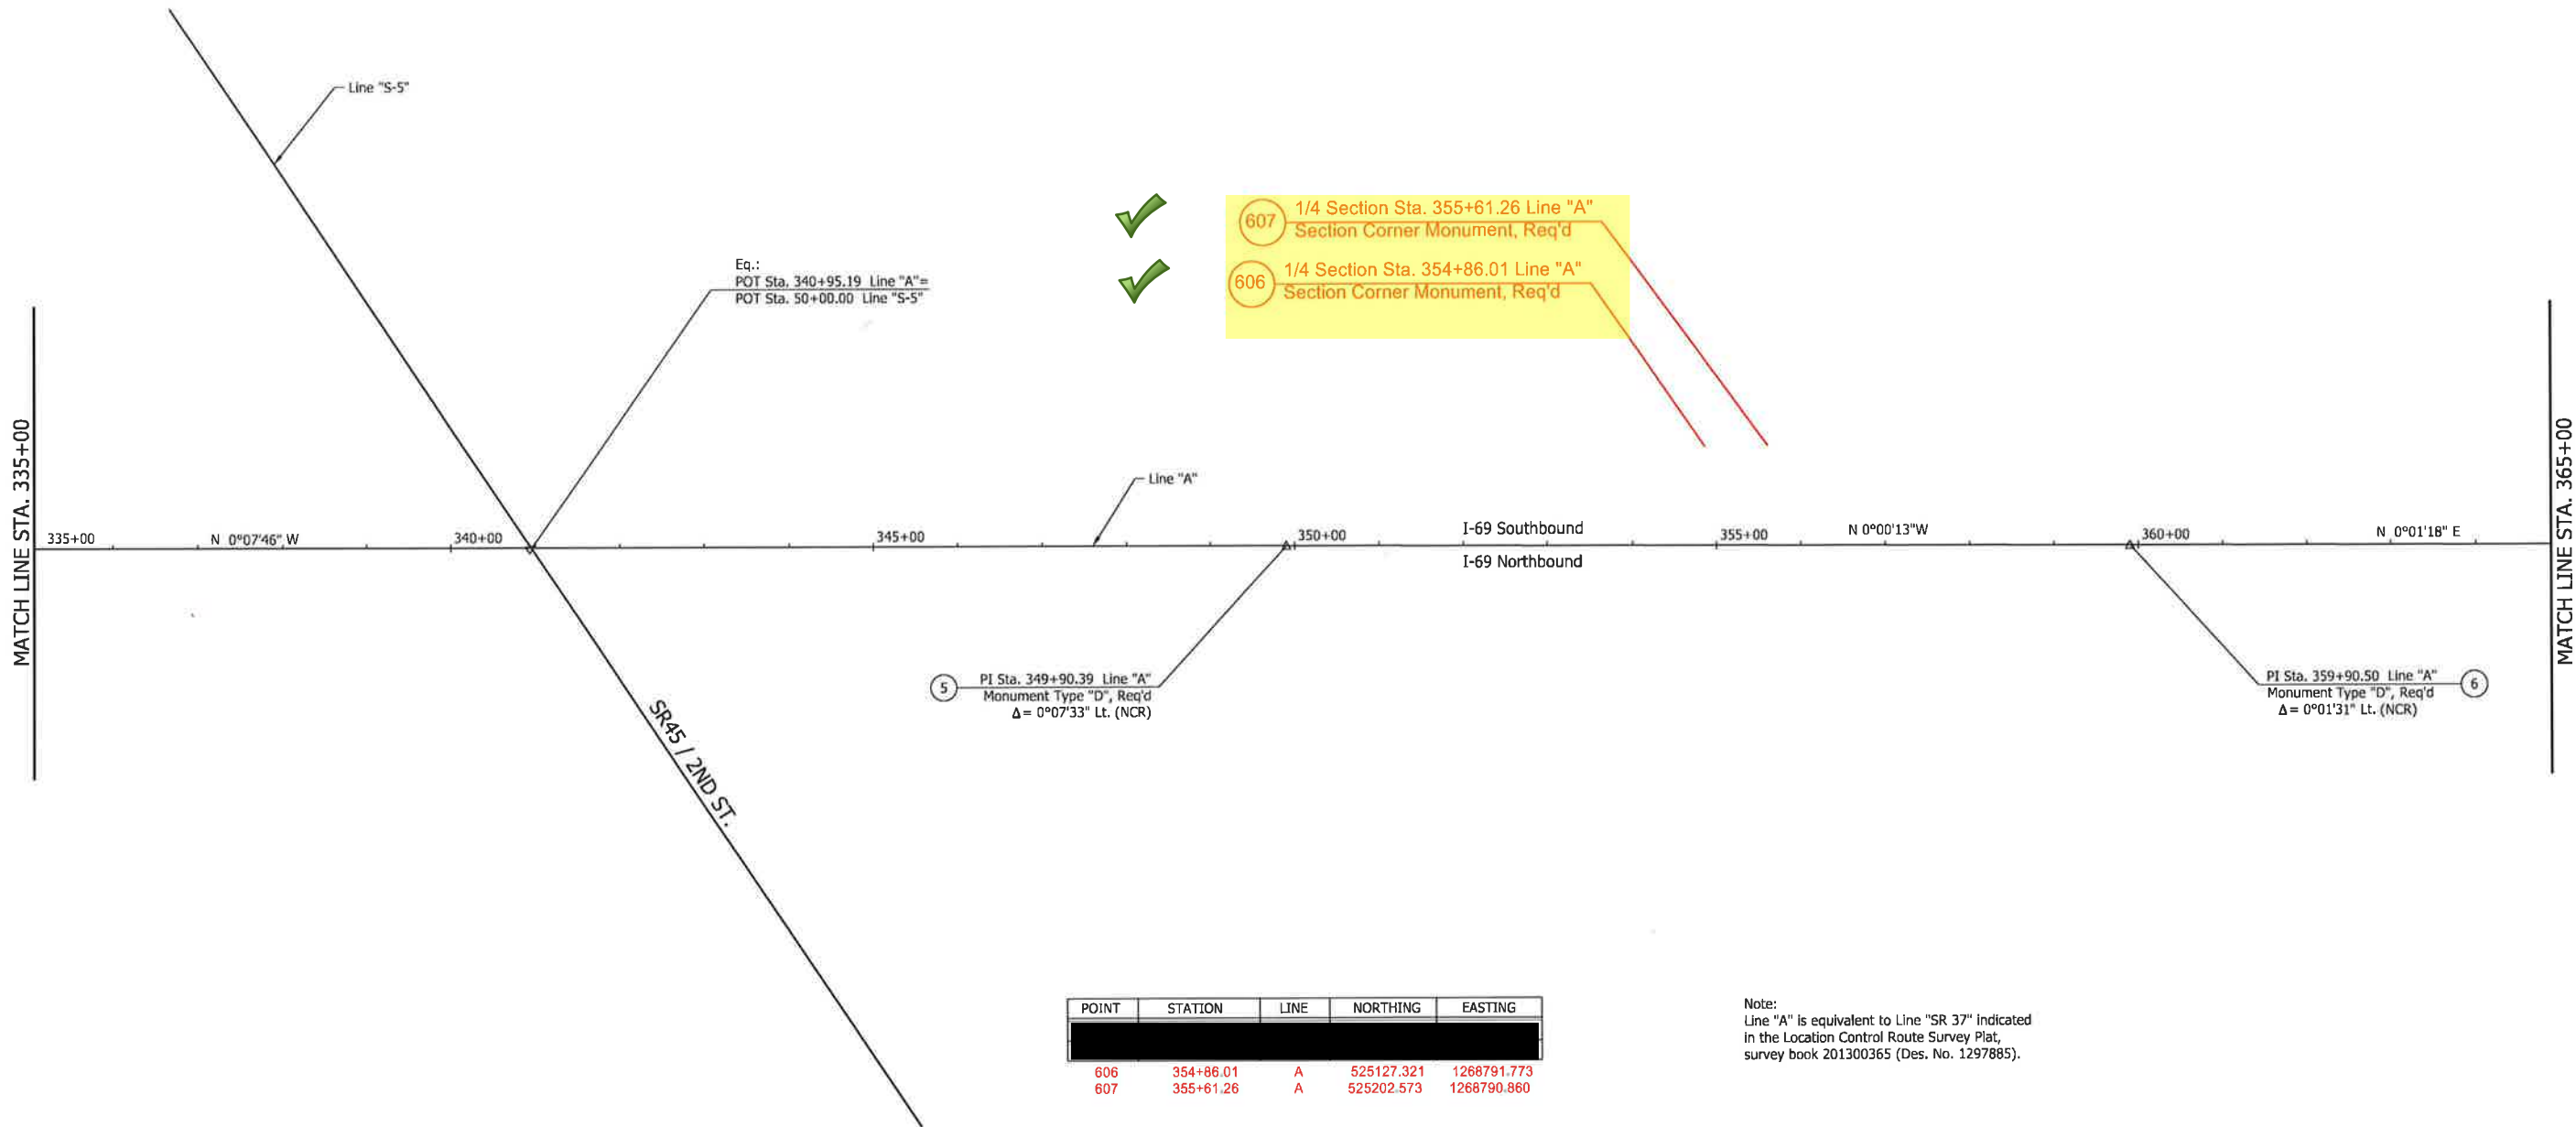 Line "S-5"
607
1/4 Section Sta. 355+61.26 Line "A"
Section Corner Monument, Req'd
606
1/4 Section Sta. 354+86.01 Line "A"
Section Corner Monument, Req'd
Eq.:
POT Sta. 340+95.19 Line "A"=
POT Sta. 50+00.00 Line "S-5"
MATCH LINE STA. 335+00
MATCH LINE STA. 365+00
Line "A"
335+00
N 0°07'46" W
340+00
345+00
350+00
I-69 Southbound
355+00
N 0°00'13"W
360+00
N 0°01'18" E
I-69 Northbound
5
PI Sta. 349+90.39 Line "A"
Monument Type "D", Req'd
Δ= 0°07'33" Lt. (NCR)
PI Sta. 359+90.50 Line "A"
Monument Type "D", Req'd
Δ= 0°01'31" Lt. (NCR)
6
SR45 / 2ND ST.
POINT STATION LINE NORTHING EASTING
606 354+86.01 A 525127.321 1268791.773
607 355+61.26 A 525202.573 1268790.860
Note:
Line "A" is equivalent to Line "SR 37" indicated
in the Location Control Route Survey Plat,
survey book 201300365 (Des. No. 1297885).